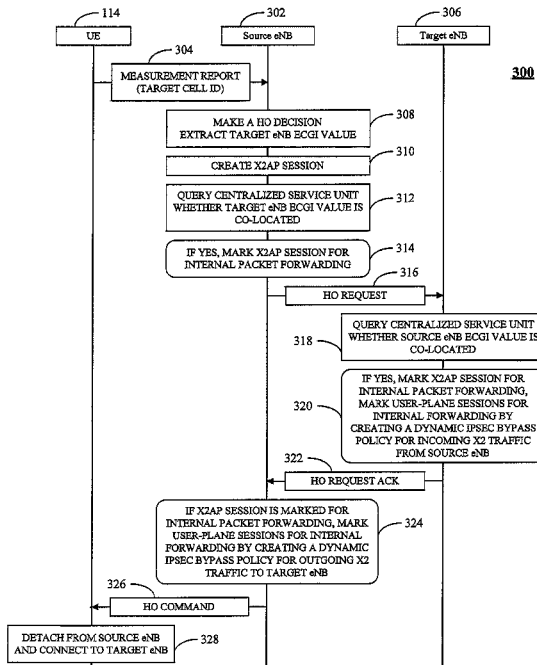 114
302
306
UE
Source eNB
Target eNB
304
300
MEASUREMENT REPORT
(TARGET CELL ID)
308
MAKE A HO DECISION
EXTRACT TARGET eNB ECGI VALUE
310
CREATE X2AP SESSION
312
QUERY CENTRALIZED SERVICE UNIT
WHETHER TARGET eNB ECGI VALUE IS
CO-LOCATED
314
IF YES, MARK X2AP SESSION FOR
INTERNAL PACKET FORWARDING
316
HO REQUEST
318
QUERY CENTRALIZED SERVICE UNIT
WHETHER SOURCE eNB ECGI VALUE IS
CO-LOCATED
320
IF YES, MARK X2AP SESSION FOR
INTERNAL PACKET FORWARDING,
MARK USER-PLANE SESSIONS FOR
INTERNAL FORWARDING BY
CREATING A DYNAMIC IPSEC BYPASS
POLICY FOR INCOMING X2 TRAFFIC
FROM SOURCE eNB
322
HO REQUEST ACK
324
IF X2AP SESSION IS MARKED FOR
INTERNAL PACKET FORWARDING, MARK
USER-PLANE SESSIONS FOR INTERNAL
FORWARDING BY CREATING A DYNAMIC
IPSEC BYPASS POLICY FOR OUTGOING X2
TRAFFIC TO TARGET eNB
326
HO COMMAND
328
DETACH FROM SOURCE eNB
AND CONNECT TO TARGET eNB